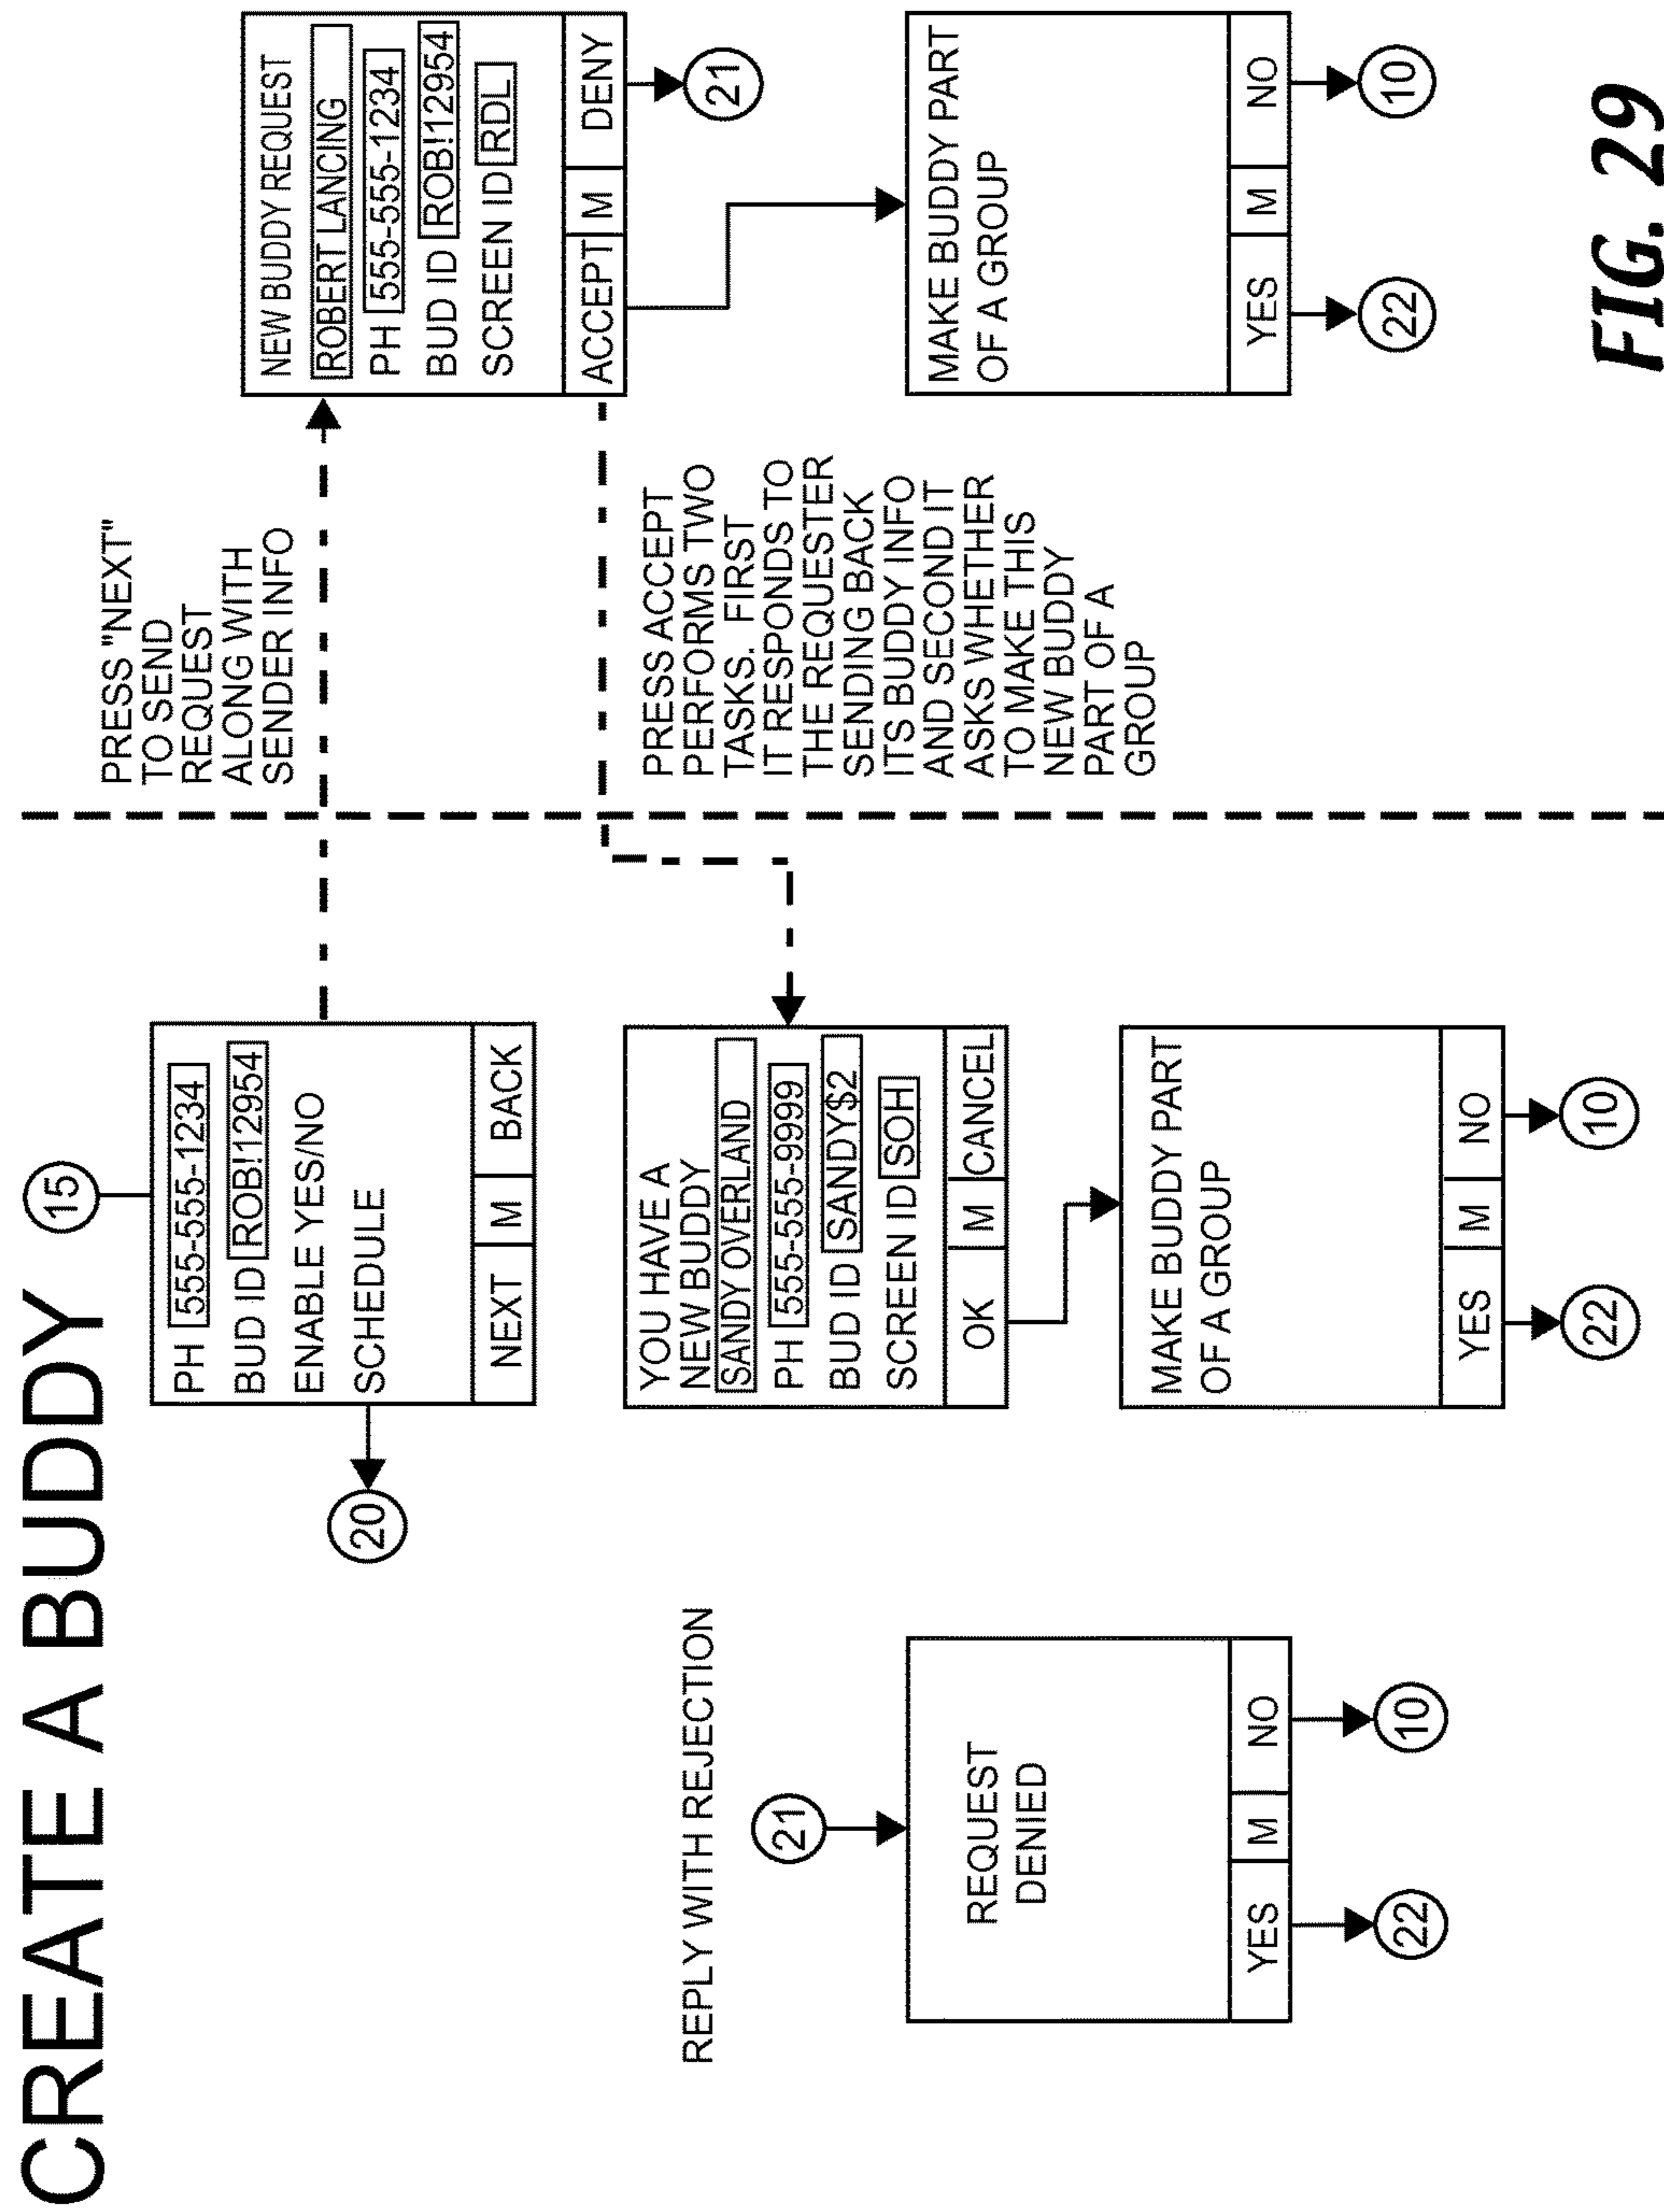 CREATE A BUDDY
15
PH 555-555-1234
BUD ID ROB!12954
ENABLE YES/NO
SCHEDULE
NEXT M BACK
20
PRESS "NEXT"
TO SEND
REQUEST
ALONG WITH
SENDER INFO
NEW BUDDY REQUEST
ROBERT LANCING
PH 555-555-1234
BUD ID ROB!12954
SCREEN ID RDL
ACCEPT M DENY
21
PRESS ACCEPT
PERFORMS TWO
TASKS. FIRST
IT RESPONDS TO
THE REQUESTER
SENDING BACK
ITS BUDDY INFO
AND SECOND IT
ASKS WHETHER
TO MAKE THIS
NEW BUDDY
PART OF A
GROUP
MAKE BUDDY PART
OF A GROUP
YES M NO
22 10
YOU HAVE A
NEW BUDDY
SANDY OVERLAND
PH 555-555-9999
BUD ID SANDY$2
SCREEN ID SOH
OK M CANCEL
MAKE BUDDY PART
OF A GROUP
YES M NO
22 10
REPLY WITH REJECTION
21
REQUEST
DENIED
YES M NO
22 10
FIG. 29